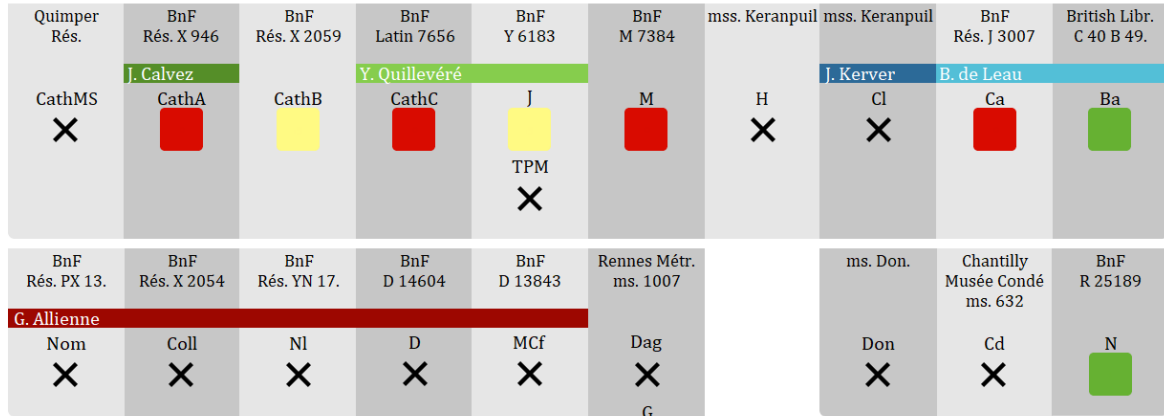 Quimper BnF BnF BnF BnF BnF mss. Keranpuil mss. Keranpuil BnF British Libr.
Rés. Rés. X 946 Rés. X 2059 Latin 7656 Y 6183 M 7384 Rés. J 3007 C 40 B 49.
J. Calvez Y. Quillevéré J. Kerver B. de Leau
CathMS CathA CathB CathC J M H Cl Ca Ba
TPM
BnF BnF BnF BnF BnF Rennes Métr. ms. Don. Chantilly BnF
Rés. PX 13. Rés. X 2054 Rés. YN 17. D 14604 D 13843 ms. 1007 Musée Condé R 25189
ms. 632
G. Allienne
Nom Coll Nl D MCf Dag Don Cd N
G